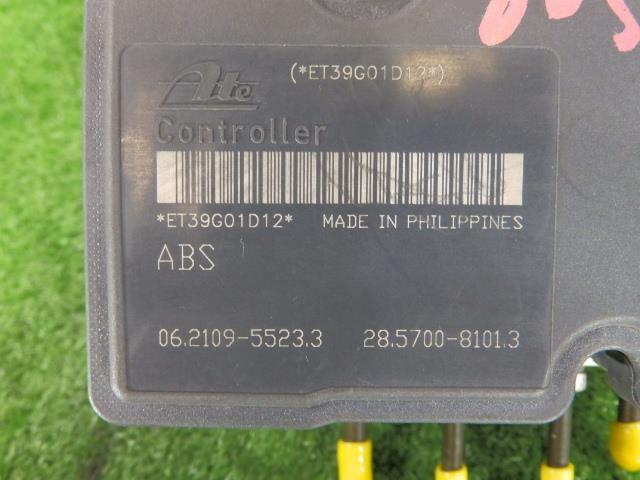 (*ET39G01D12*)
Ate
Controller
*ET39G01D12* MADE IN PHILIPPINES
ABS
06.2109-5523.3 28.5700-8101.3